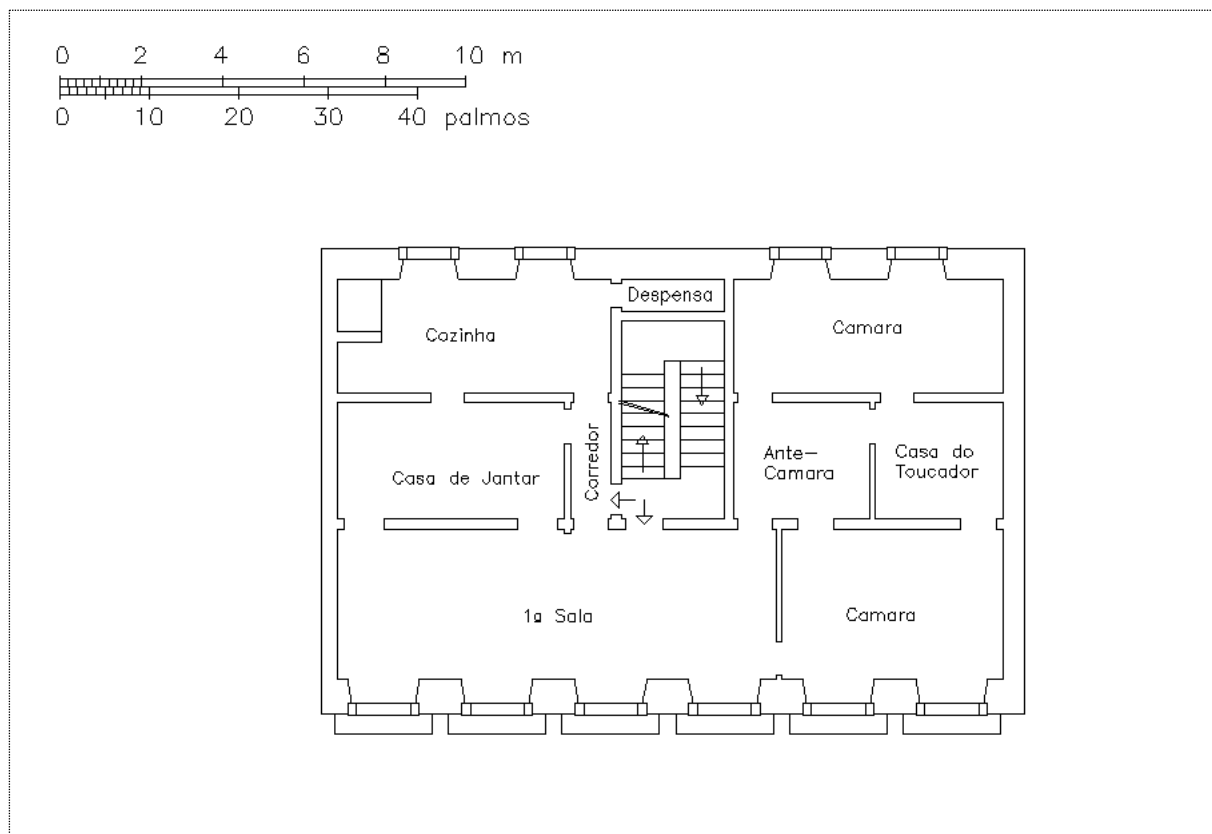 0 2 4 6 8 10 m
0 10 20 30 40 palmos
Despensa
Cozinha
Camara
Corredor
Casa de Jantar
Ante-
Camara
Casa do
Toucador
1a Sala
Camara